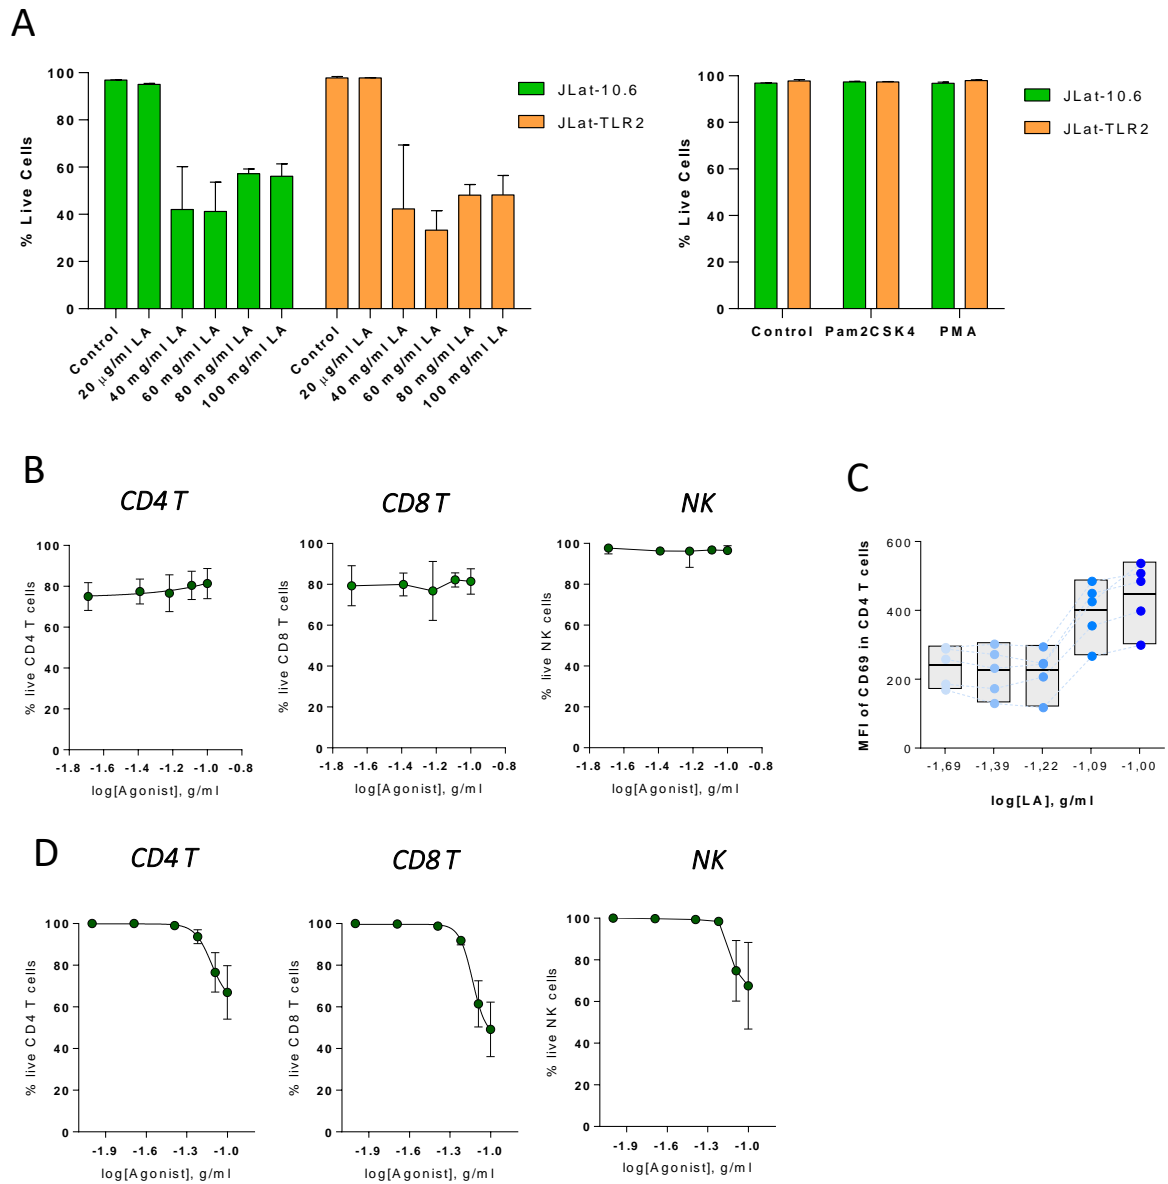 A
% Live Cells
100
80
60
40
20
0
Control
20 μg/ml LA
40 mg/ml LA
60 mg/ml LA
80 mg/ml LA
100 mg/ml LA
Control
20 μg/ml LA
40 mg/ml LA
60 mg/ml LA
80 mg/ml LA
100 mg/ml LA
JLat-10.6
JLat-TLR2
% Live Cells
100
80
60
40
20
0
Control Pam2CSK4 PMA
JLat-10.6
JLat-TLR2
B
CD4 T
% live CD4 T cells
100
80
60
40
20
0
-1.8 -1.6 -1.4 -1.2 -1.0 -0.8
log[Agonist], g/ml
CD8 T
% live CD8 T cells
100
80
60
40
20
0
-1.8 -1.6 -1.4 -1.2 -1.0 -0.8
log[Agonist], g/ml
NK
% live NK cells
100
80
60
40
20
0
-1.8 -1.6 -1.4 -1.2 -1.0 -0.8
log[Agonist], g/ml
C
MFI of CD69 in CD4 T cells
600
400
200
0
-1,69 -1,39 -1,22 -1,09 -1,00
log[LA], g/ml
D
CD4 T
% live CD4 T cells
100
80
60
40
20
0
-1.9 -1.6 -1.3 -1.0
log[Agonist], g/ml
CD8 T
% live CD8 T cells
100
80
60
40
20
0
-1.9 -1.6 -1.3 -1.0
log[Agonist], g/ml
NK
% live NK cells
100
80
60
40
20
0
-1.9 -1.6 -1.3 -1.0
log[Agonist], g/ml